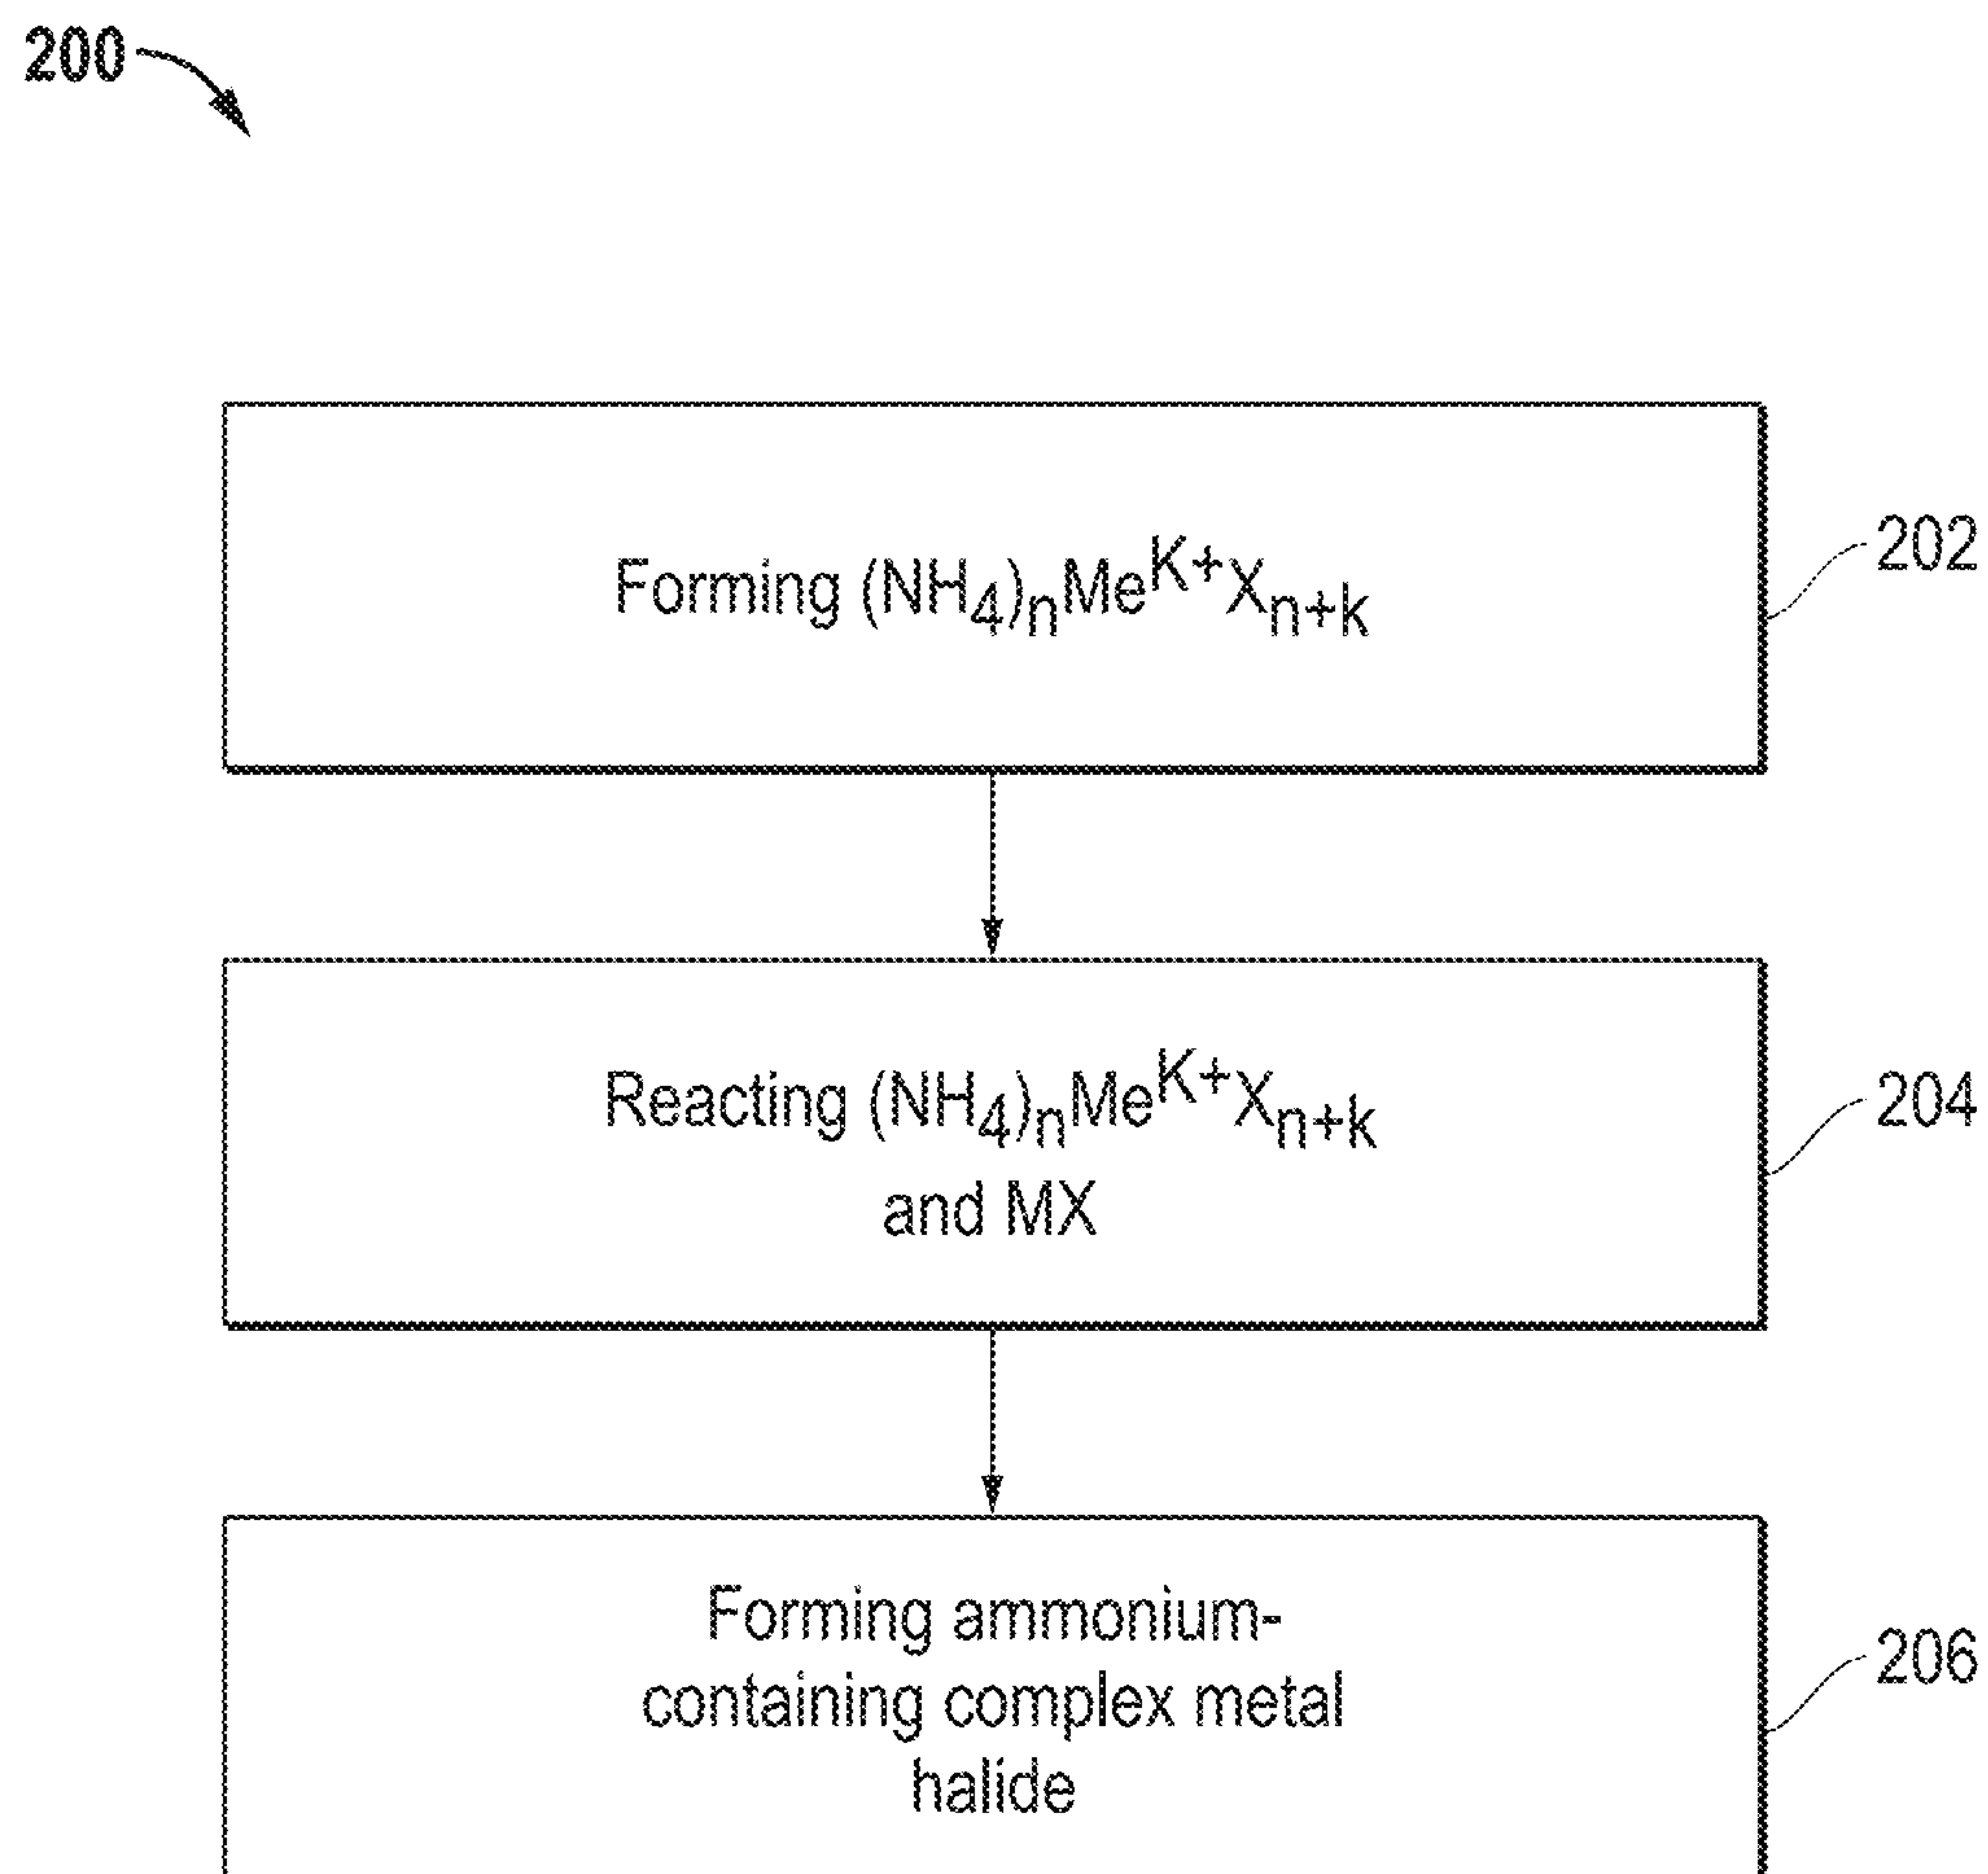 200
Forming (NH4)nMeK+Xn+k
202
Reacting (NH4)nMeK+Xn+k
and MX
204
Forming ammonium-
containing complex metal
halide
206